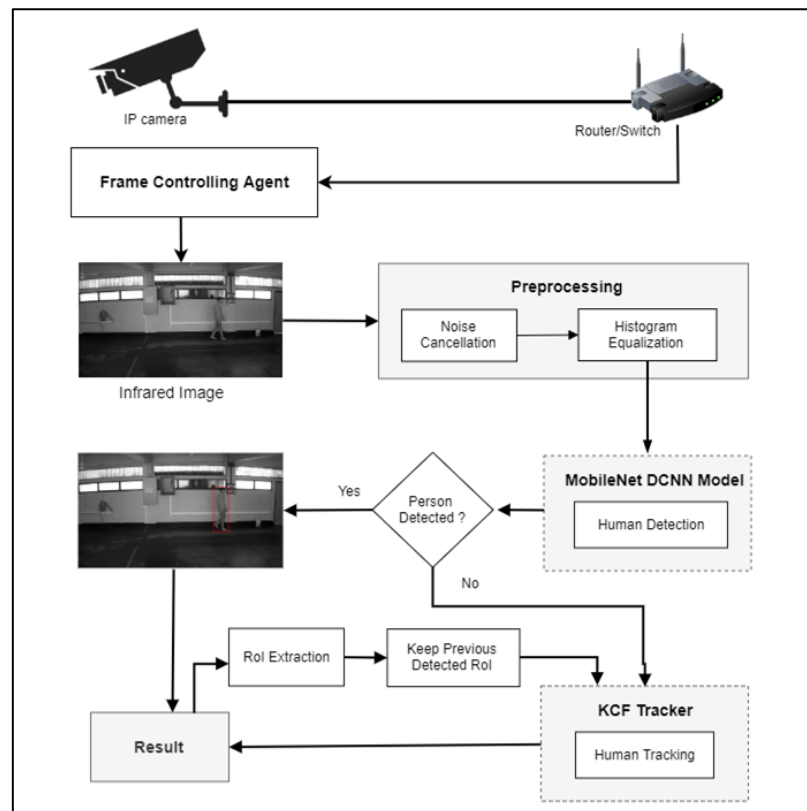 IP camera
Router/Switch
Frame Controlling Agent
Preprocessing
Noise
Cancellation
Histogram
Equalization
Infrared Image
MobileNet DCNN Model
Human Detection
Person
Detected ?
Yes
No
RoI Extraction
Keep Previous
Detected RoI
KCF Tracker
Human Tracking
Result